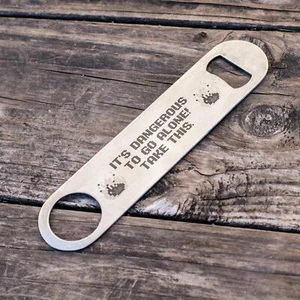 IT'S DANGEROUS
TO GO ALONE!
TAKE THIS.